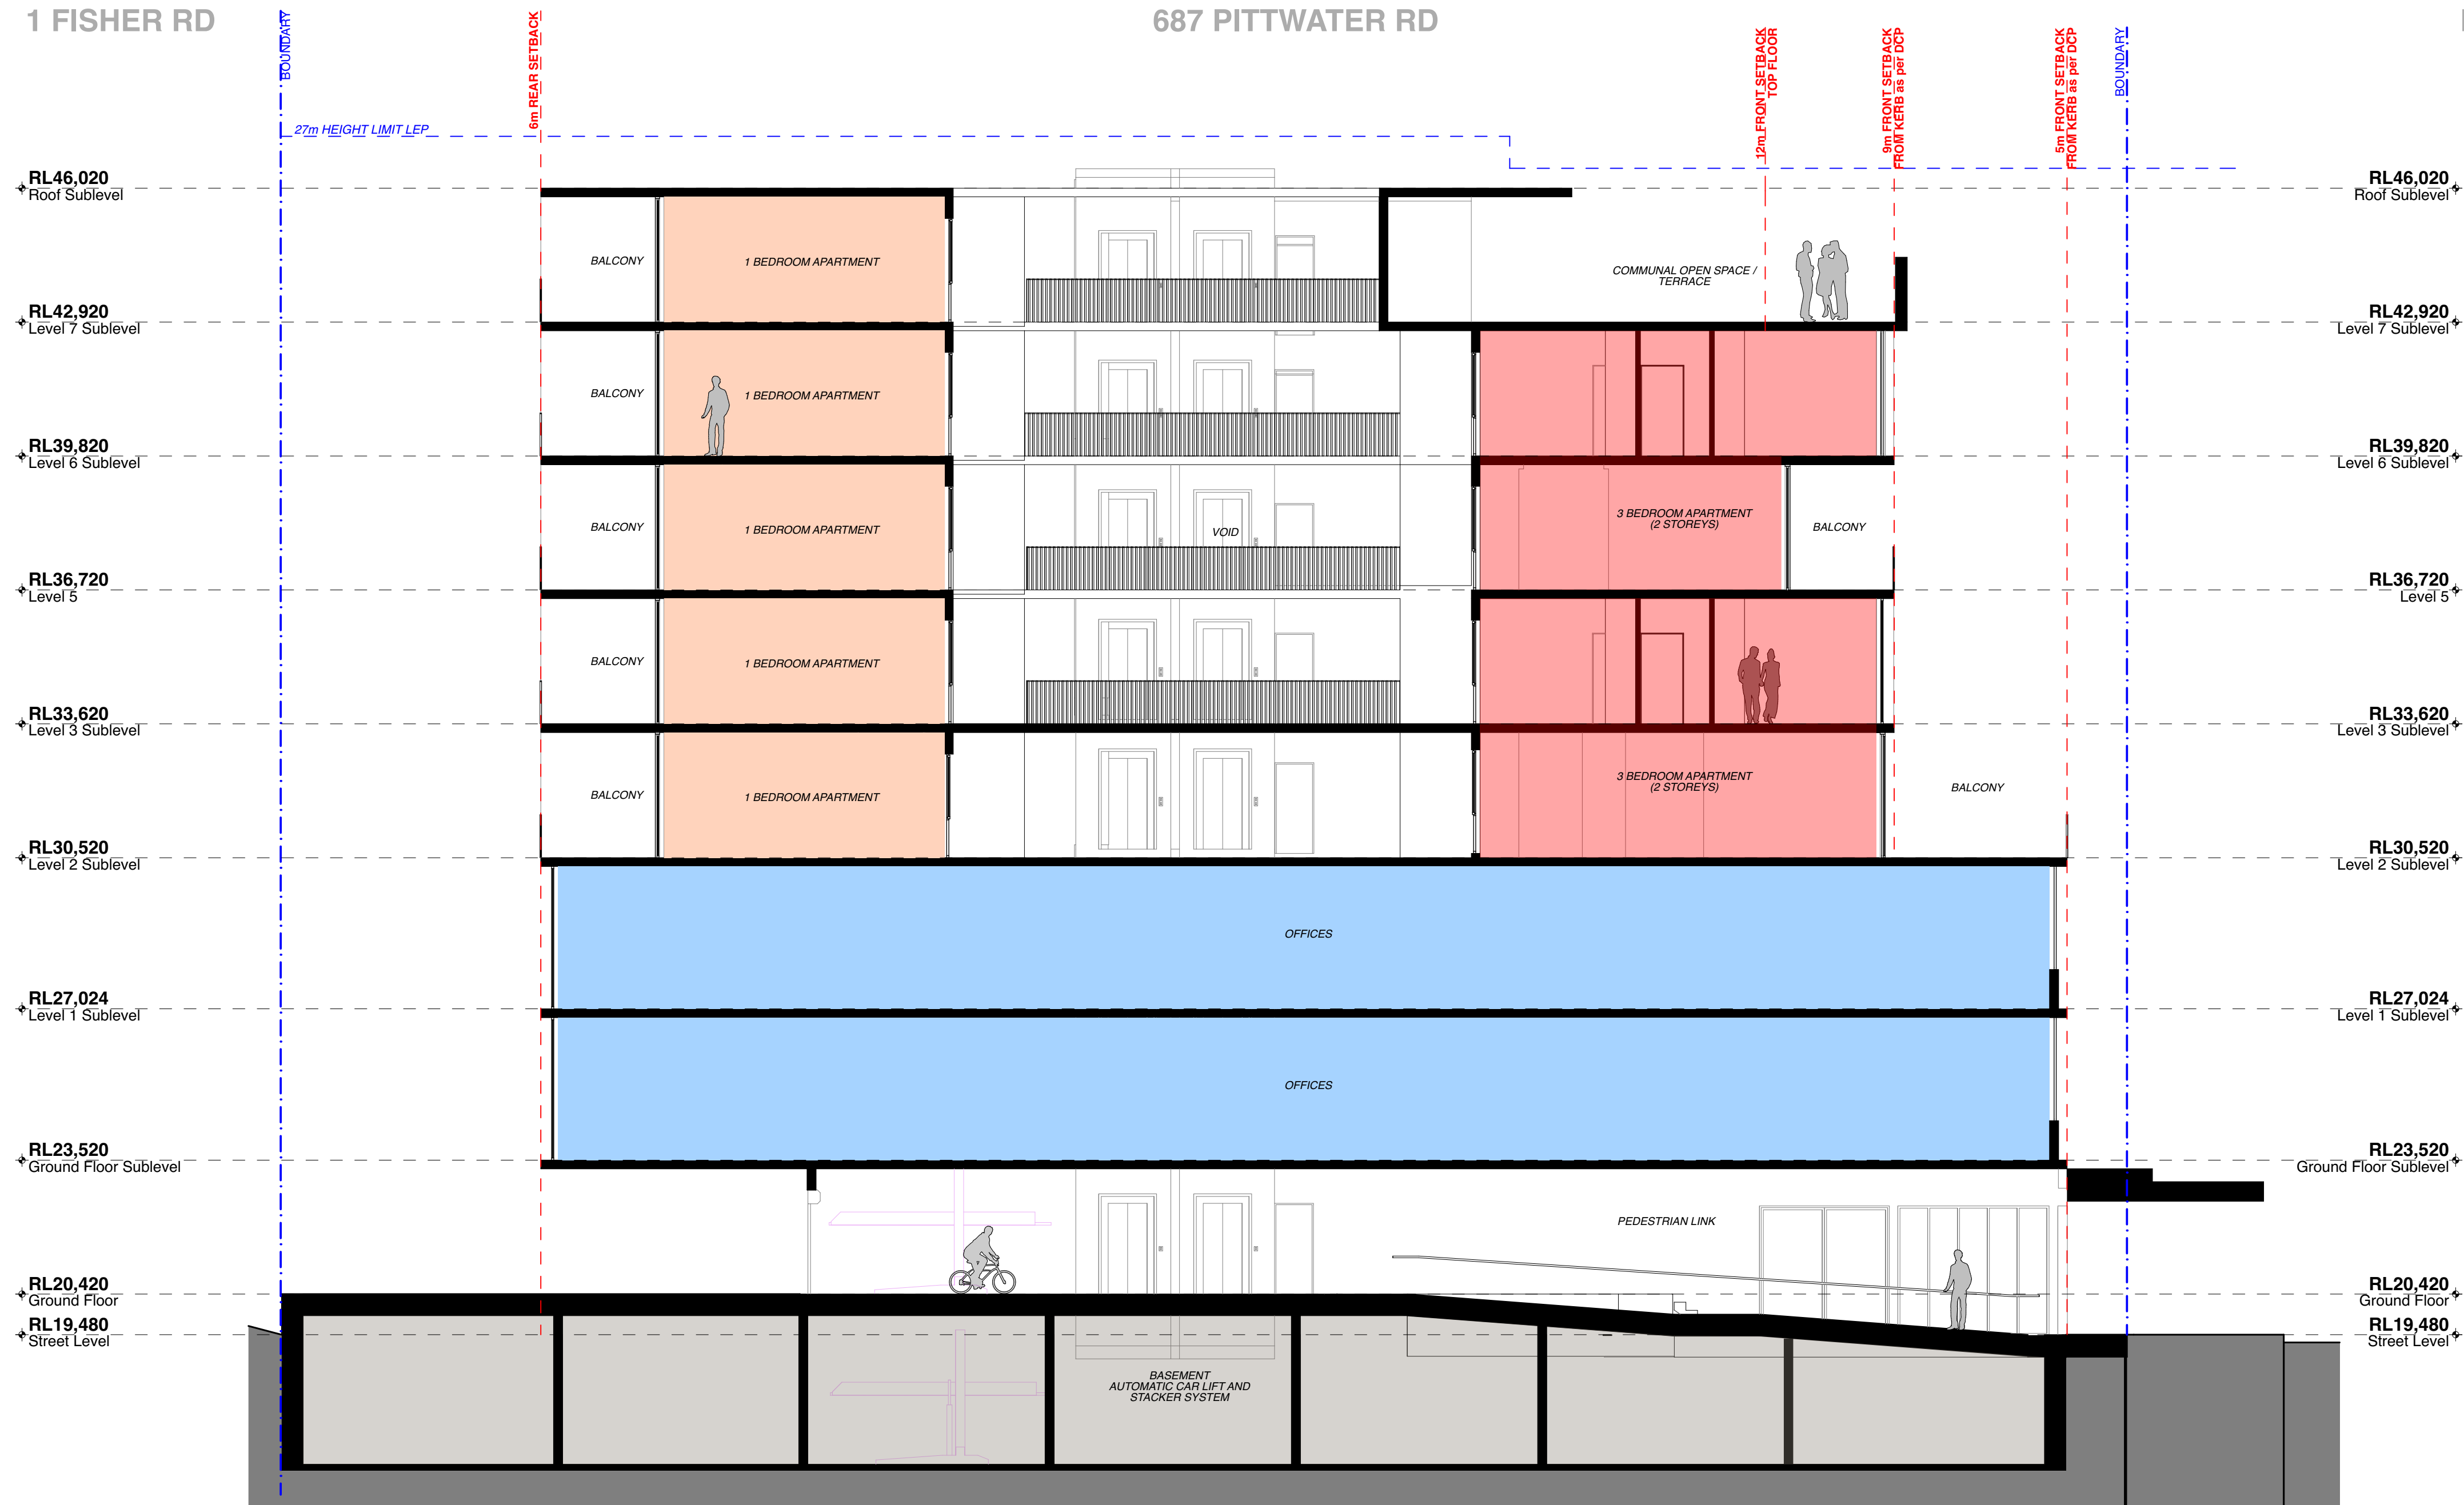 1 FISHER RD
687 PITTWATER RD
BOUNDARY
6m REAR SETBACK
12m FRONT SETBACK
TOP FLOOR
9m FRONT SETBACK
FROM KERB as per DCP
5m FRONT SETBACK
FROM KERB as per DCP
BOUNDARY
27m HEIGHT LIMIT LEP
RL46,020
Roof Sublevel
RL46,020
Roof Sublevel
BALCONY
1 BEDROOM APARTMENT
COMMUNAL OPEN SPACE /
TERRACE
RL42,920
Level 7 Sublevel
RL42,920
Level 7 Sublevel
BALCONY
1 BEDROOM APARTMENT
RL39,820
Level 6 Sublevel
RL39,820
Level 6 Sublevel
BALCONY
1 BEDROOM APARTMENT
VOID
3 BEDROOM APARTMENT
(2 STOREYS)
BALCONY
RL36,720
Level 5
RL36,720
Level 5
BALCONY
1 BEDROOM APARTMENT
RL33,620
Level 3 Sublevel
RL33,620
Level 3 Sublevel
BALCONY
1 BEDROOM APARTMENT
3 BEDROOM APARTMENT
(2 STOREYS)
BALCONY
RL30,520
Level 2 Sublevel
RL30,520
Level 2 Sublevel
OFFICES
RL27,024
Level 1 Sublevel
RL27,024
Level 1 Sublevel
OFFICES
RL23,520
Ground Floor Sublevel
RL23,520
Ground Floor Sublevel
PEDESTRIAN LINK
RL20,420
Ground Floor
RL20,420
Ground Floor
RL19,480
Street Level
RL19,480
Street Level
BASEMENT
AUTOMATIC CAR LIFT AND
STACKER SYSTEM